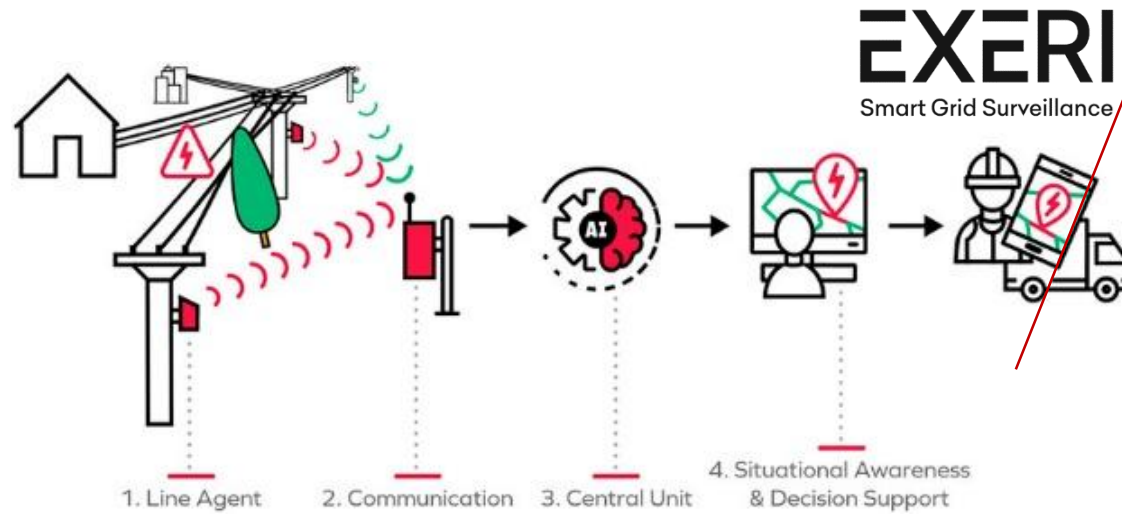 EXERI
Smart Grid Surveillance
AI
1. Line Agent
2. Communication
3. Central Unit
4. Situational Awareness
& Decision Support